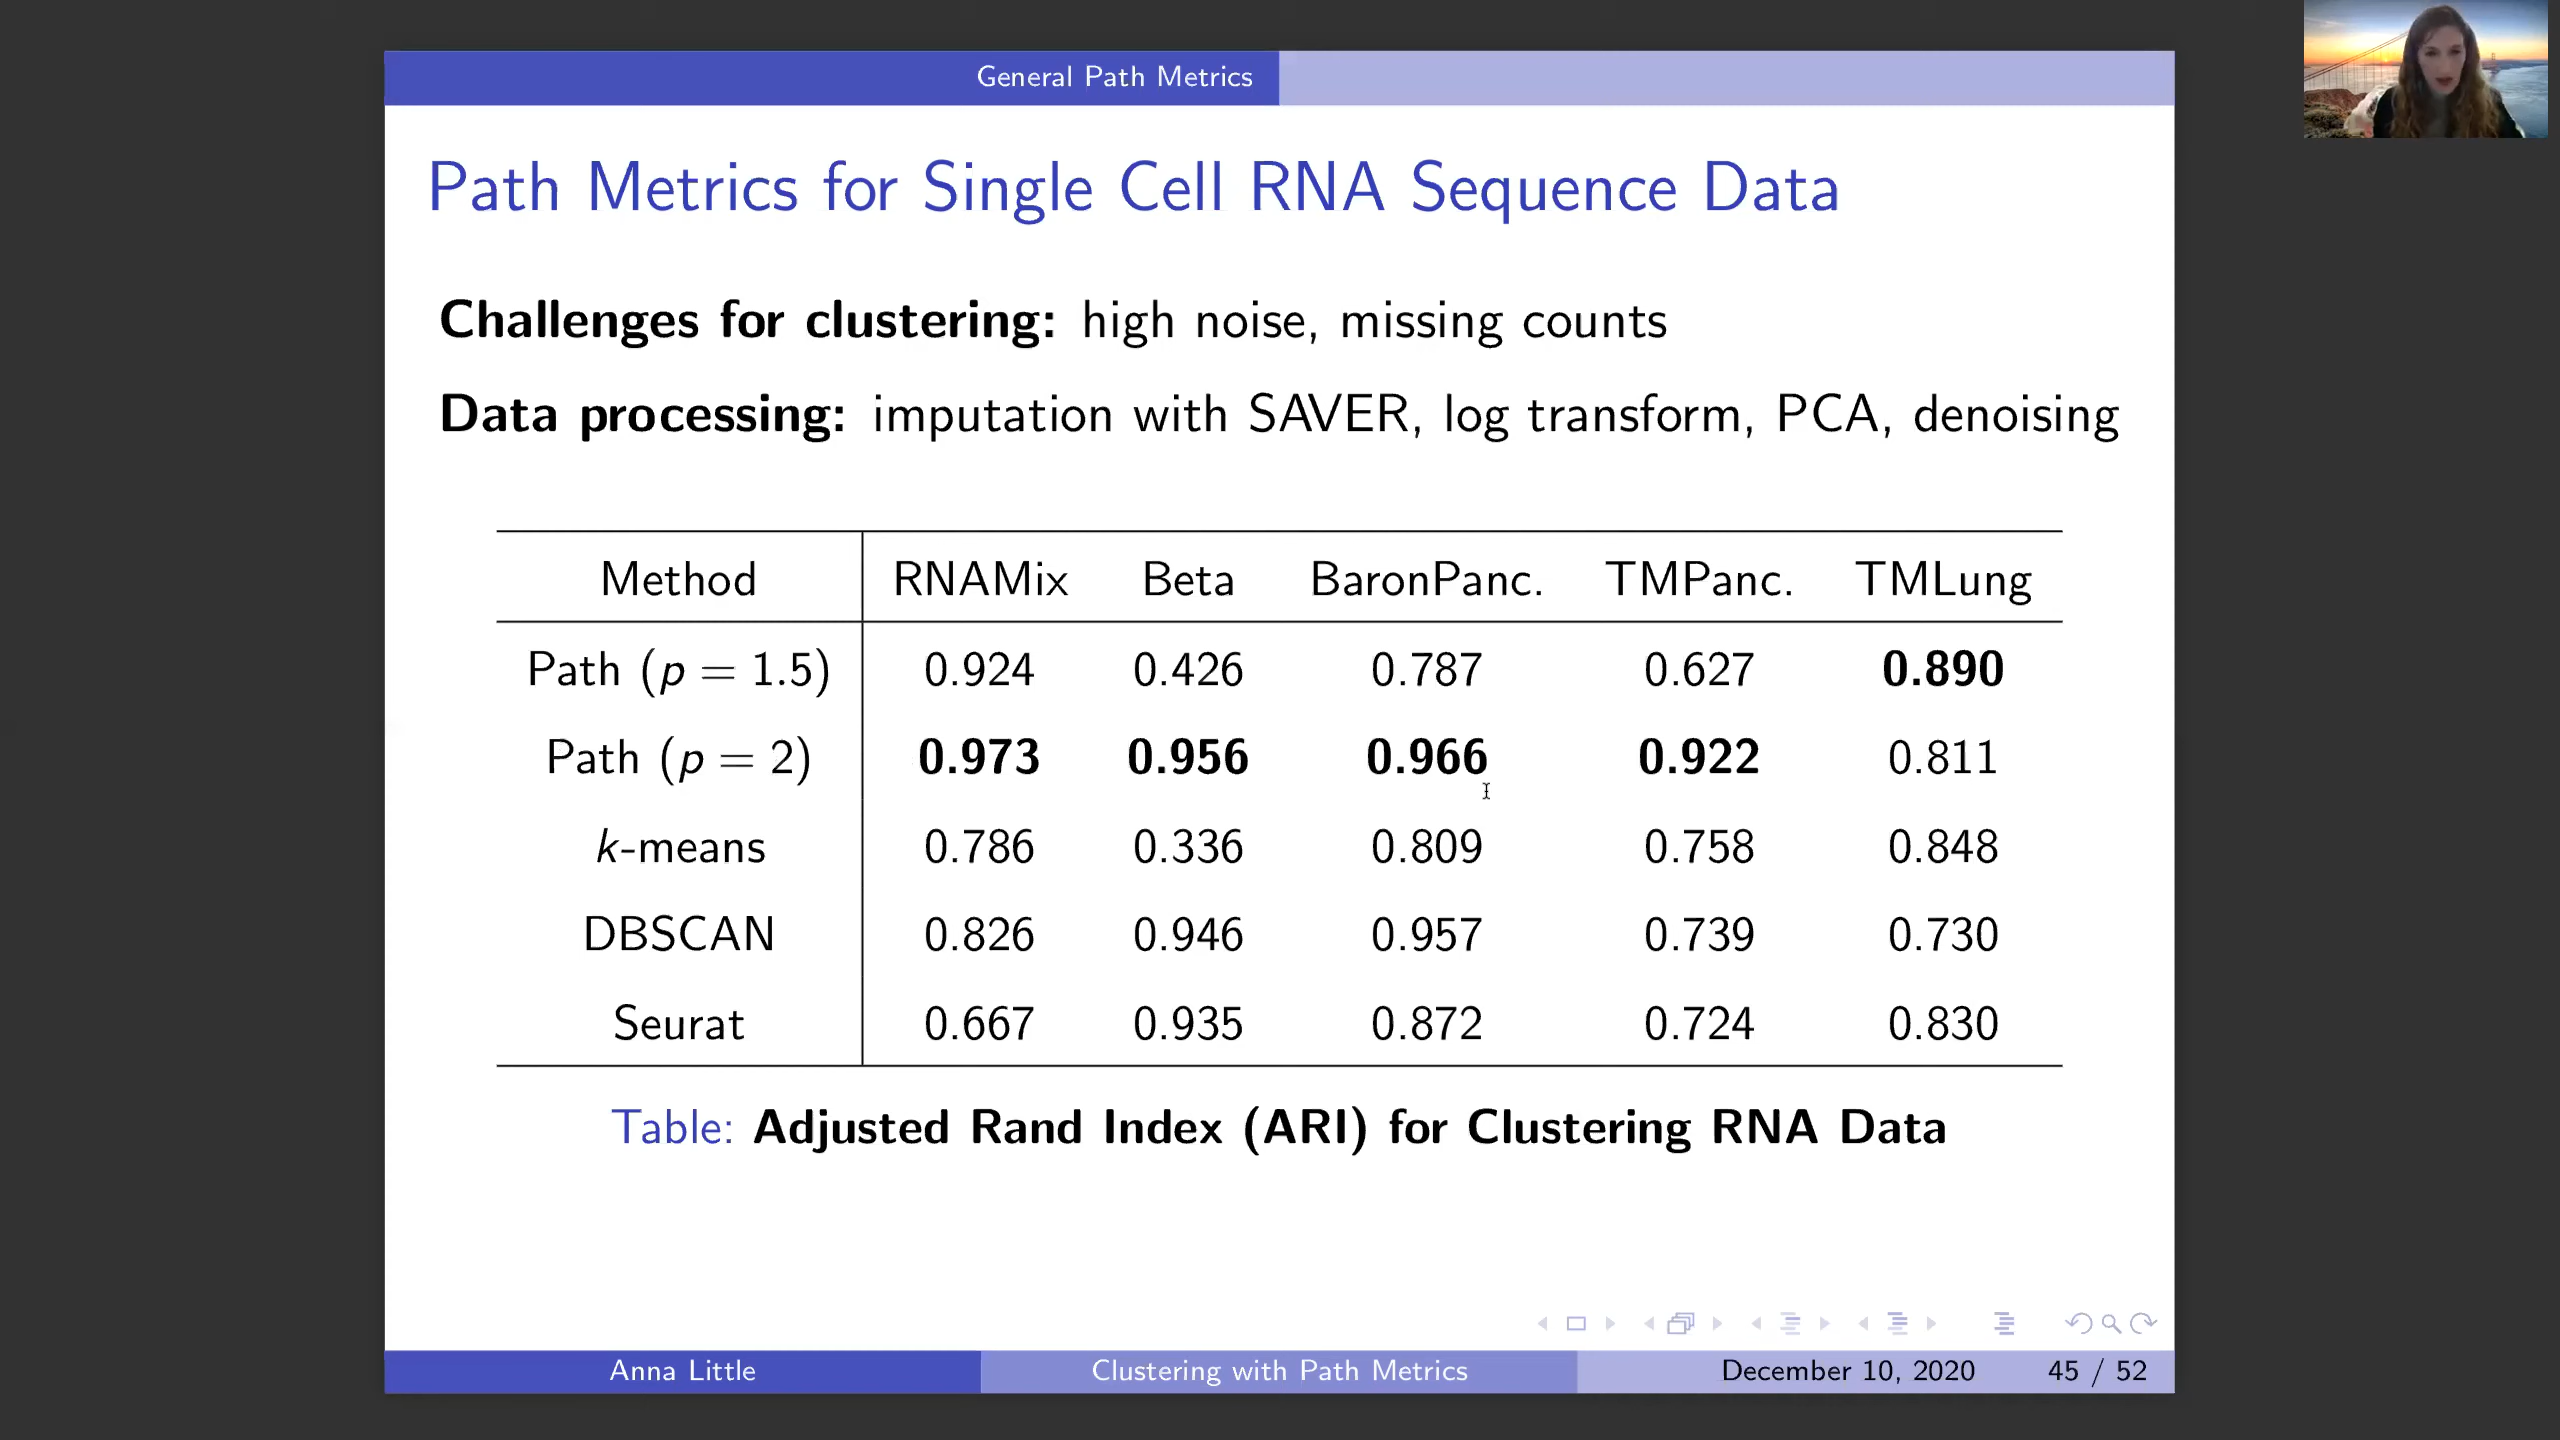 General Path Metrics
Path Metrics for Single Cell RNA Sequence Data
Challenges for clustering: high noise, missing counts
Data processing: imputation with SAVER, log transform, PCA, denoising
Method RNAMix Beta BaronPanc. TMPanc. TMLung
Path (p = 1.5) 0.924 0.426 0.787 0.627 0.890
Path (p = 2) 0.973 0.956 0.966 0.922 0.811
k-means 0.786 0.336 0.809 0.758 0.848
DBSCAN 0.826 0.946 0.957 0.739 0.730
Seurat 0.667 0.935 0.872 0.724 0.830
Table: Adjusted Rand Index (ARI) for Clustering RNA Data
Anna Little Clustering with Path Metrics December 10, 2020 45 / 52